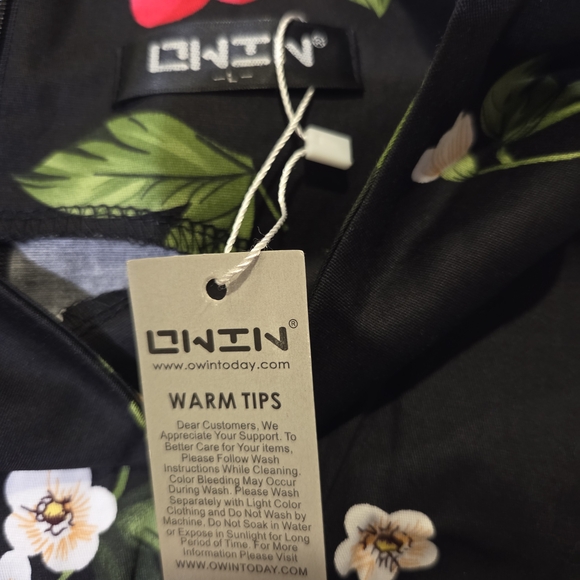 OWIN®
-L-
OWIN®
www.owintoday.com
WARM TIPS
Dear Customers, We
Appreciate Your Support. To
Better Care for Your items,
Please Follow Wash
Instructions While Cleaning.
Color Bleeding May Occur
During Wash. Please Wash
Separately with Light Color
Clothing and Do Not Wash by
Machine. Do Not Soak in Water
or Expose in Sunlight for Long
Period of Time. For More
Information Please Visit
WWW.OWINTODAY.COM